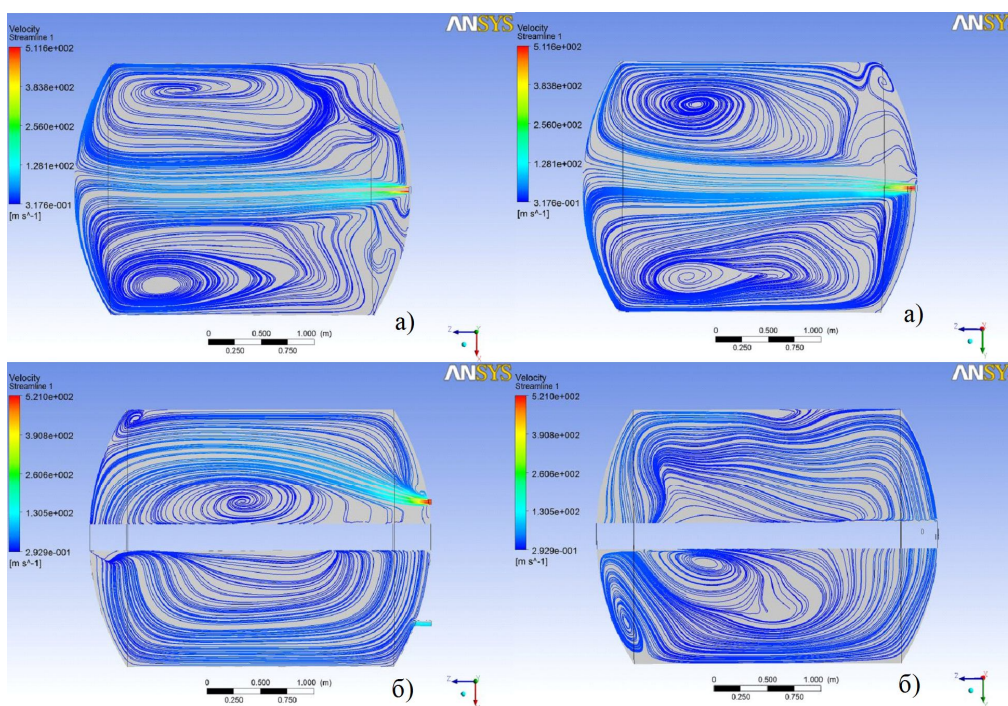 ANSYS
Velocity
Streamline 1
5.116e+002
3.838e+002
2.560e+002
1.281e+002
3.176e-001
[m s^-1]
0 0.500 1.000 (m)
0.250 0.750
Z
X
а)
ANSYS
Velocity
Streamline 1
5.116e+002
3.838e+002
2.560e+002
1.281e+002
3.176e-001
[m s^-1]
0 0.500 1.000 (m)
0.250 0.750
Z
Y
а)
ANSYS
Velocity
Streamline 1
5.210e+002
3.908e+002
2.606e+002
1.305e+002
2.929e-001
[m s^-1]
0 0.500 1.000 (m)
0.250 0.750
Z
б)
ANSYS
Velocity
Streamline 1
5.210e+002
3.908e+002
2.606e+002
1.305e+002
2.929e-001
[m s^-1]
0 0.500 1.000 (m)
0.250 0.750
Z
Y
б)